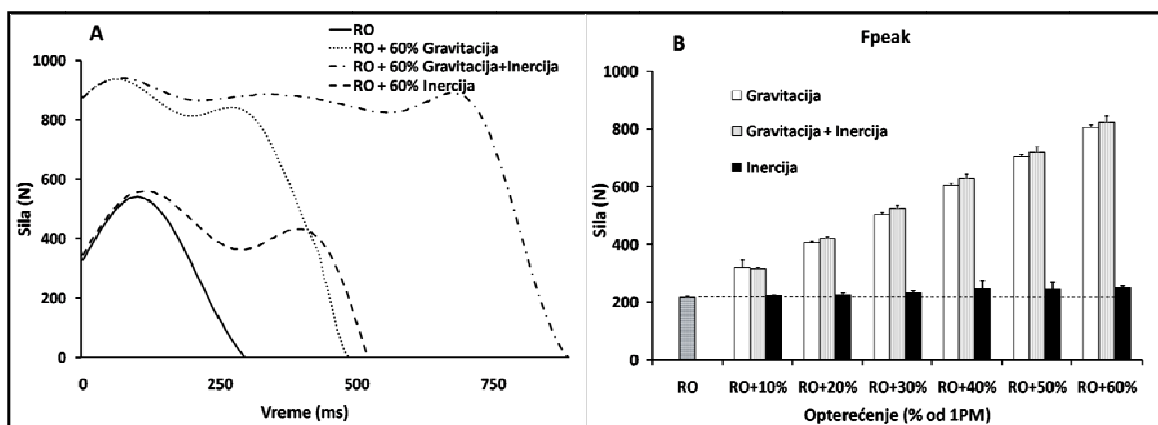 A
RO
RO + 60% Gravitacija
RO + 60% Gravitacija+Inercija
RO + 60% Inercija
1000
800
600
400
200
0
Sila (N)
0 250 500 750
Vreme (ms)
B
Fpeak
Gravitacija
Gravitacija + Inercija
Inercija
1000
800
600
400
200
0
Sila (N)
RO RO+10% RO+20% RO+30% RO+40% RO+50% RO+60%
Opterećenje (% od 1PM)